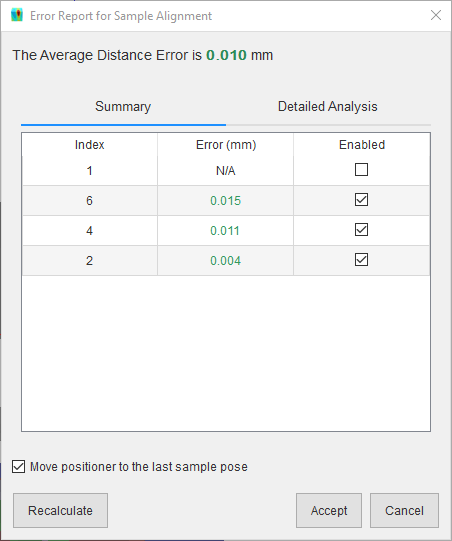 Error Report for Sample Alignment
The Average Distance Error is 0.010 mm
Summary Detailed Analysis
Index Error (mm) Enabled
1 N/A
6 0.015
4 0.011
2 0.004
Move positioner to the last sample pose
Recalculate Accept Cancel